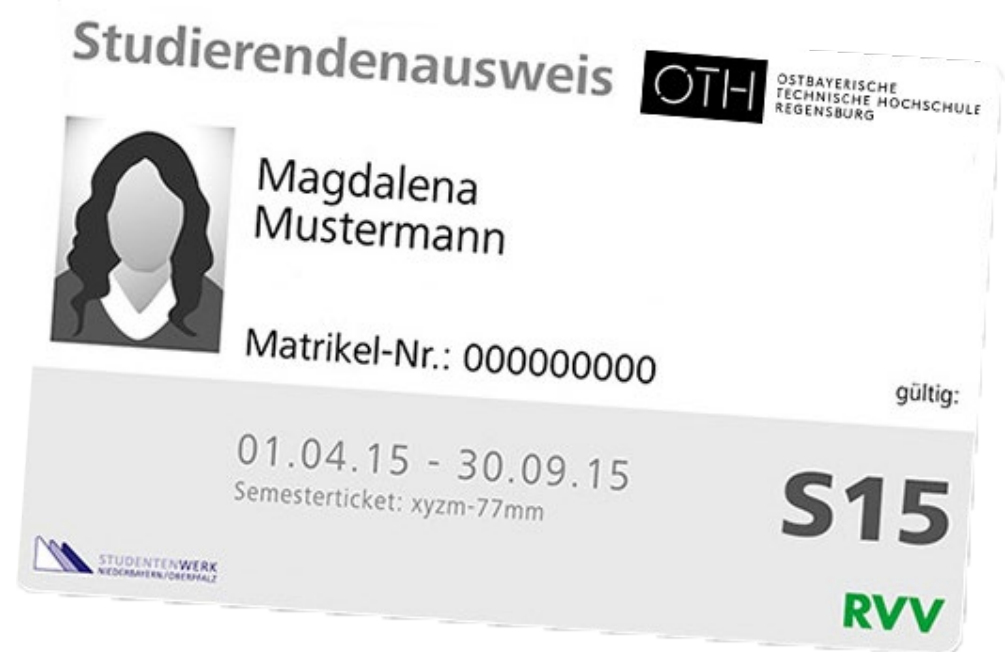 Studierendenausweis
OTH
OSTBAYERISCHE
TECHNISCHE HOCHSCHULE
REGENSBURG
Magdalena
Mustermann
Matrikel-Nr.: 000000000
gültig:
01.04.15 - 30.09.15
Semesterticket: xyzm-77mm
S15
STUDENTENWERK
NIEDERBAYERN/OBERPFALZ
RVV